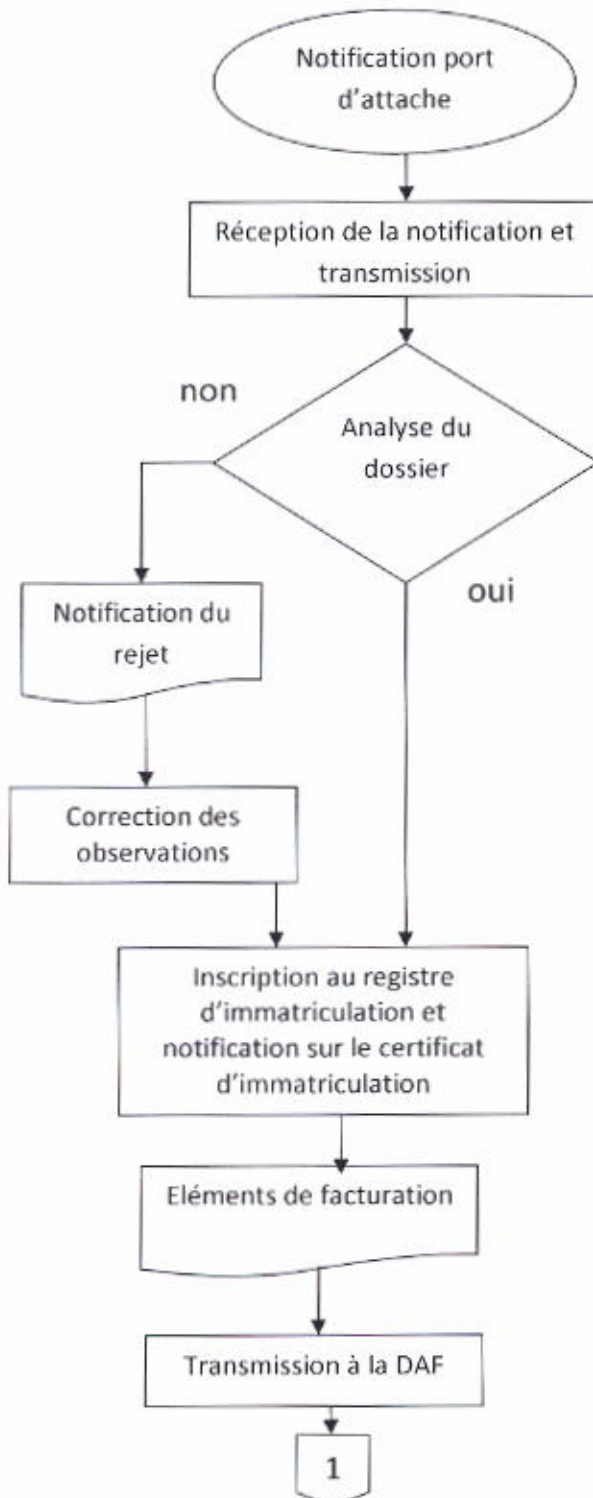 Notification port
d'attache
Réception de la notification et
transmission
non
Analyse du
dossier
oui
Notification du
rejet
Correction des
observations
Inscription au registre
d'immatriculation et
notification sur le certificat
d'immatriculation
Eléments de facturation
Transmission à la DAF
1